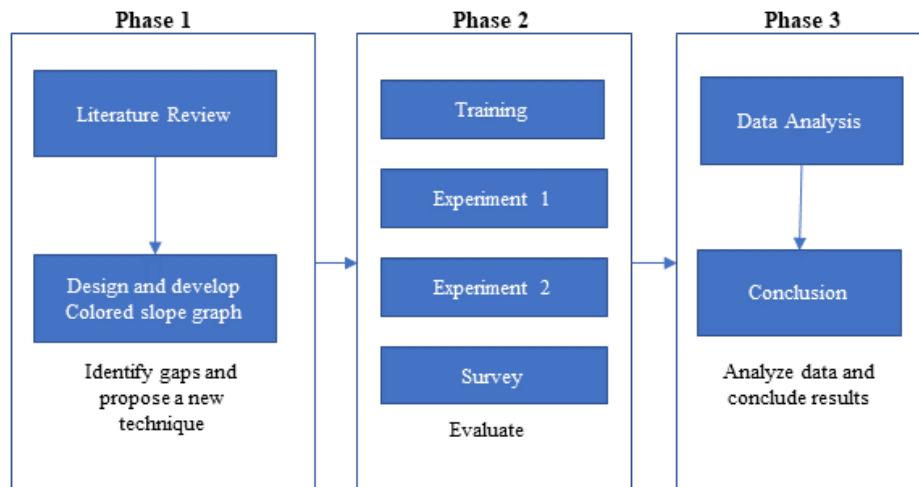 Phase 1
Literature Review
Design and develop
Colored slope graph
Identify gaps and
propose a new
technique
Phase 2
Training
Experiment 1
Experiment 2
Survey
Evaluate
Phase 3
Data Analysis
Conclusion
Analyze data and
conclude results